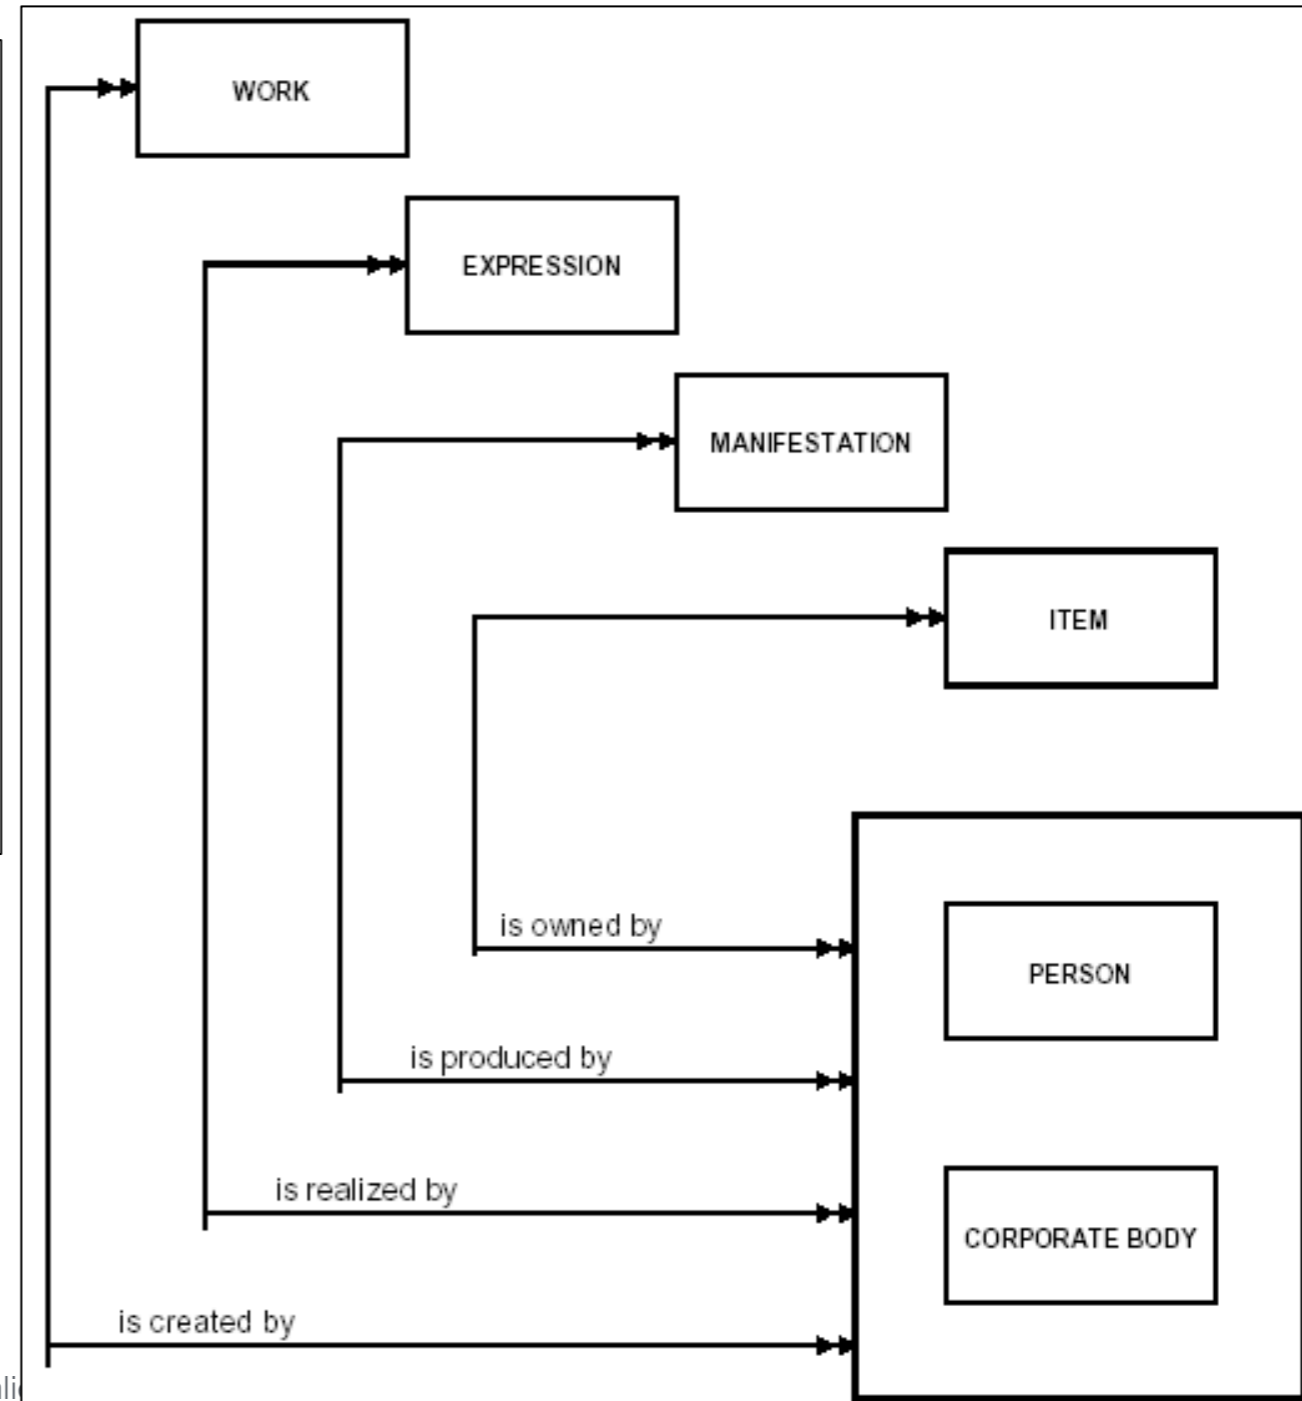 WORK
EXPRESSION
MANIFESTATION
ITEM
is owned by
PERSON
is produced by
is realized by
CORPORATE BODY
is created by